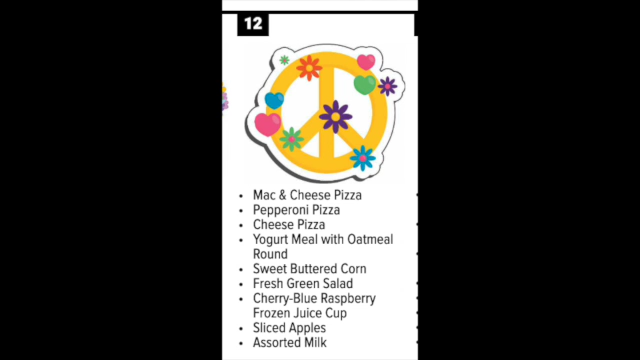 12
• Mac & Cheese Pizza
• Pepperoni Pizza
• Cheese Pizza
• Yogurt Meal with Oatmeal
Round
• Sweet Buttered Corn
• Fresh Green Salad
• Cherry-Blue Raspberry
Frozen Juice Cup
• Sliced Apples
• Assorted Milk